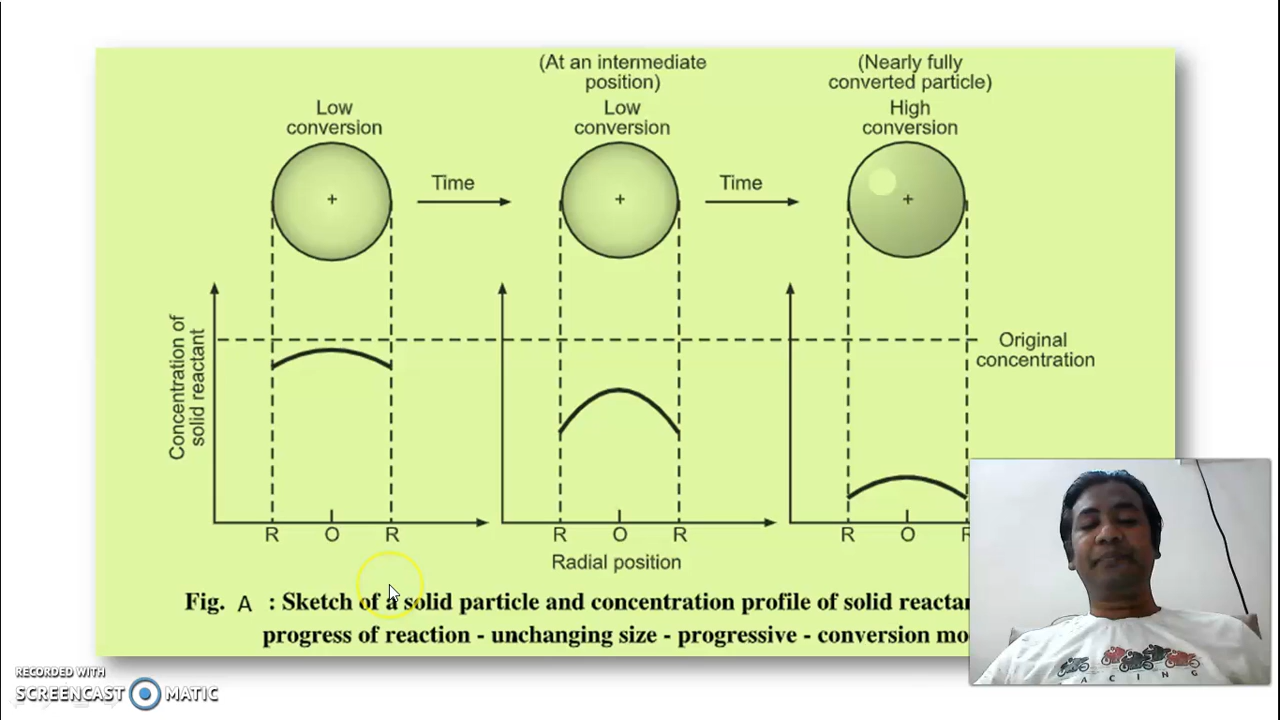 (At an intermediate
position)
(Nearly fully
converted particle)
Low
conversion
Low
conversion
High
conversion
Time
Time
+
+
+
Concentration of
solid reactant
Original
concentration
R O R
R O R
R O R
Radial position
Fig. A : Sketch of a solid particle and concentration profile of solid
progress of reaction - unchanging size - progressive - conversion
RACING
RECORDED WITH
SCREENCAST MATIC